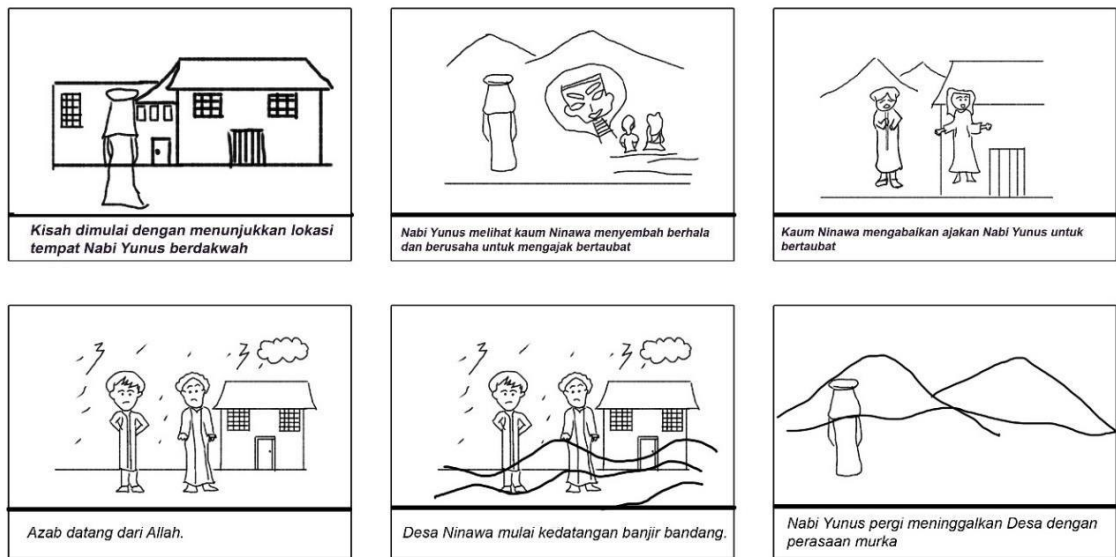 Kisah dimulai dengan menunjukkan lokasi
tempat Nabi Yunus berdakwah
Nabi Yunus melihat kaum Ninawa menyembah berhala
dan berusaha untuk mengajak bertaubat
Kaum Ninawa mengabaikan ajakan Nabi Yunus untuk
bertaubat
Azab datang dari Allah.
Desa Ninawa mulai kedatangan banjir bandang.
Nabi Yunus pergi meninggalkan Desa dengan
perasaan murka